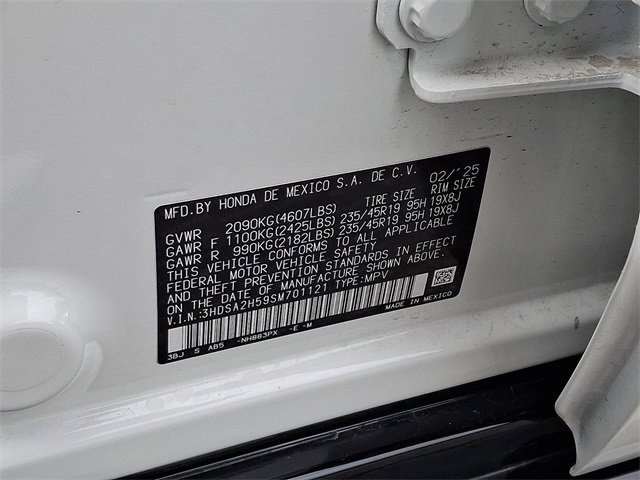 MFD.BY HONDA DE MEXICO S.A. DE C.V. 02/'25
TIRE SIZE RIM SIZE
GVWR 2090KG(4607LBS)
GAWR F 1100KG(2425LBS) 235/45R19 95H 19X8J
GAWR R 990KG(2182LBS) 235/45R19 95H 19X8J
THIS VEHICLE CONFORMS TO ALL APPLICABLE
FEDERAL MOTOR VEHICLE SAFETY
AND THEFT PREVENTION STANDARDS IN EFFECT
ON THE DATE OF MANUFACTURE SHOWN ABOVE.
V.I.N.:3HDSA2H59SM701121 TYPE:MPV
MADE IN MEXICO
3BJ S AB5 -NH883PX -E -M